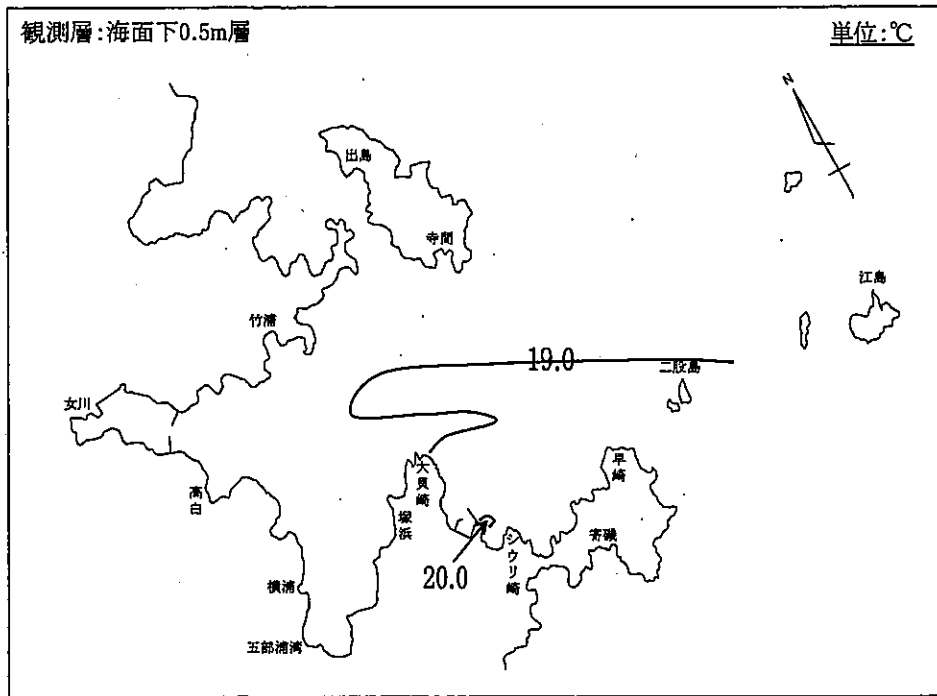 観測層:海面下0.5m層
単位:℃
N
出島
寺間
江島
竹浦
19.0
二股島
女川
大貝崎
早崎
高白
塚浜
寄磯
シウリ崎
20.0
横浦
五部浦湾